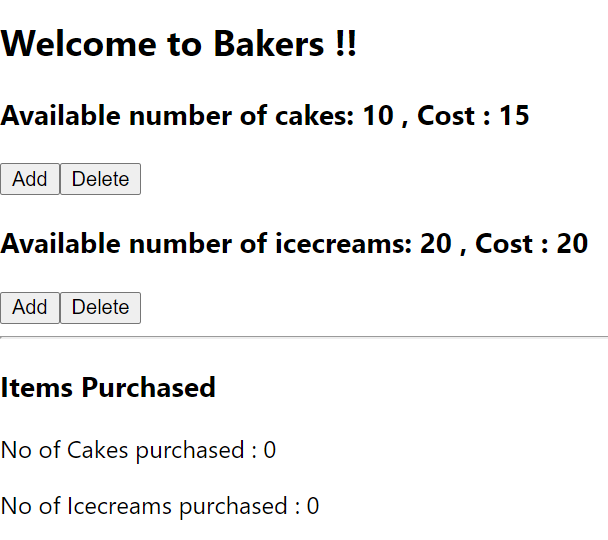 Welcome to Bakers !!
Available number of cakes: 10 , Cost : 15
Add Delete
Available number of icecreams: 20 , Cost : 20
Add Delete
Items Purchased
No of Cakes purchased : 0
No of Icecreams purchased : 0